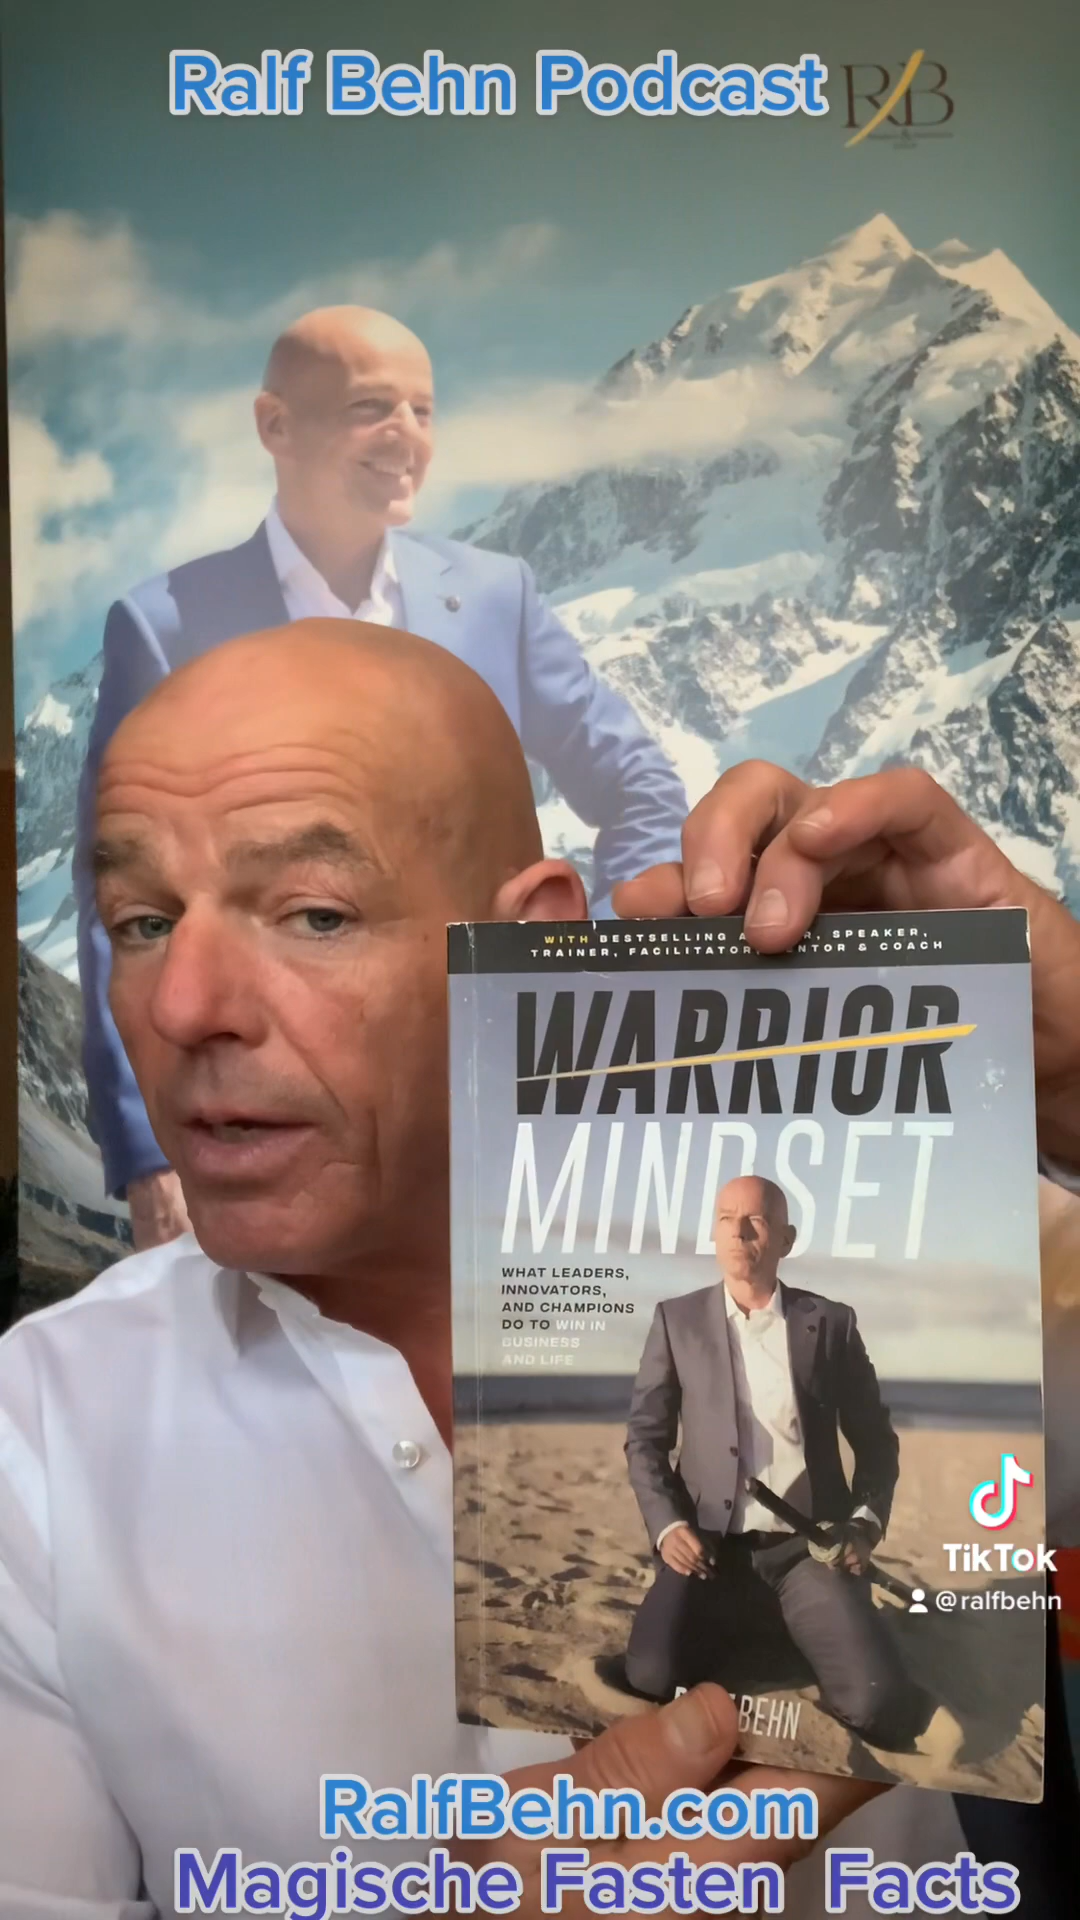 Ralf Behn Podcast
RB
WITH BESTSELLING SPEAKER,
TRAINER, FACILITATOR, & COACH
WARRIOR
MINDSET
WHAT LEADERS,
INNOVATORS,
AND CHAMPIONS
DO TO WIN IN
BUSINESS
AND LIFE
BEHN
TikTok
@ralfbehn
RalfBehn.com
Magische Fasten Facts